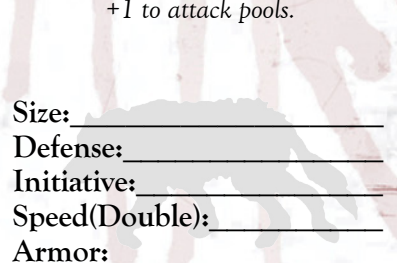 +1 to attack pools.
Size:
Defense:
Initiative:
Speed(Double):
Armor: